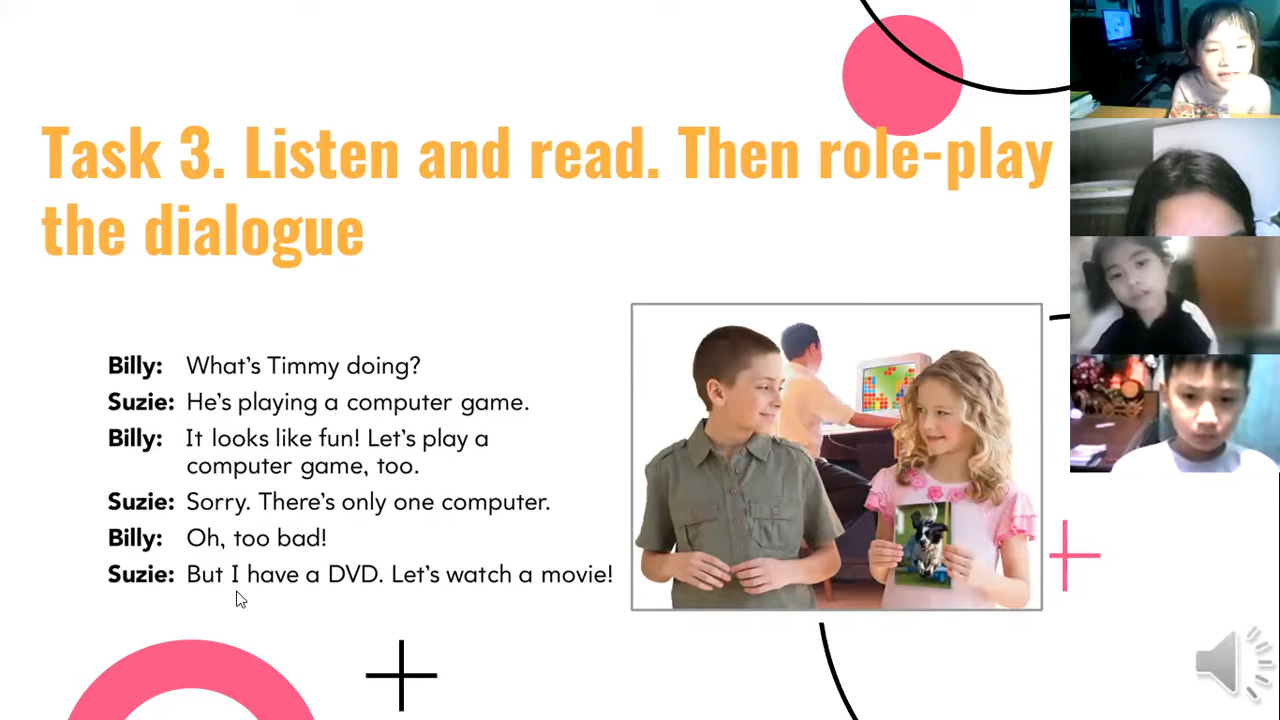 Task 3. Listen and read. Then role-play
the dialogue
Billy: What's Timmy doing?
Suzie: He's playing a computer game.
Billy: It looks like fun! Let's play a
computer game, too.
Suzie: Sorry. There's only one computer.
Billy: Oh, too bad!
Suzie: But I have a DVD. Let's watch a movie!